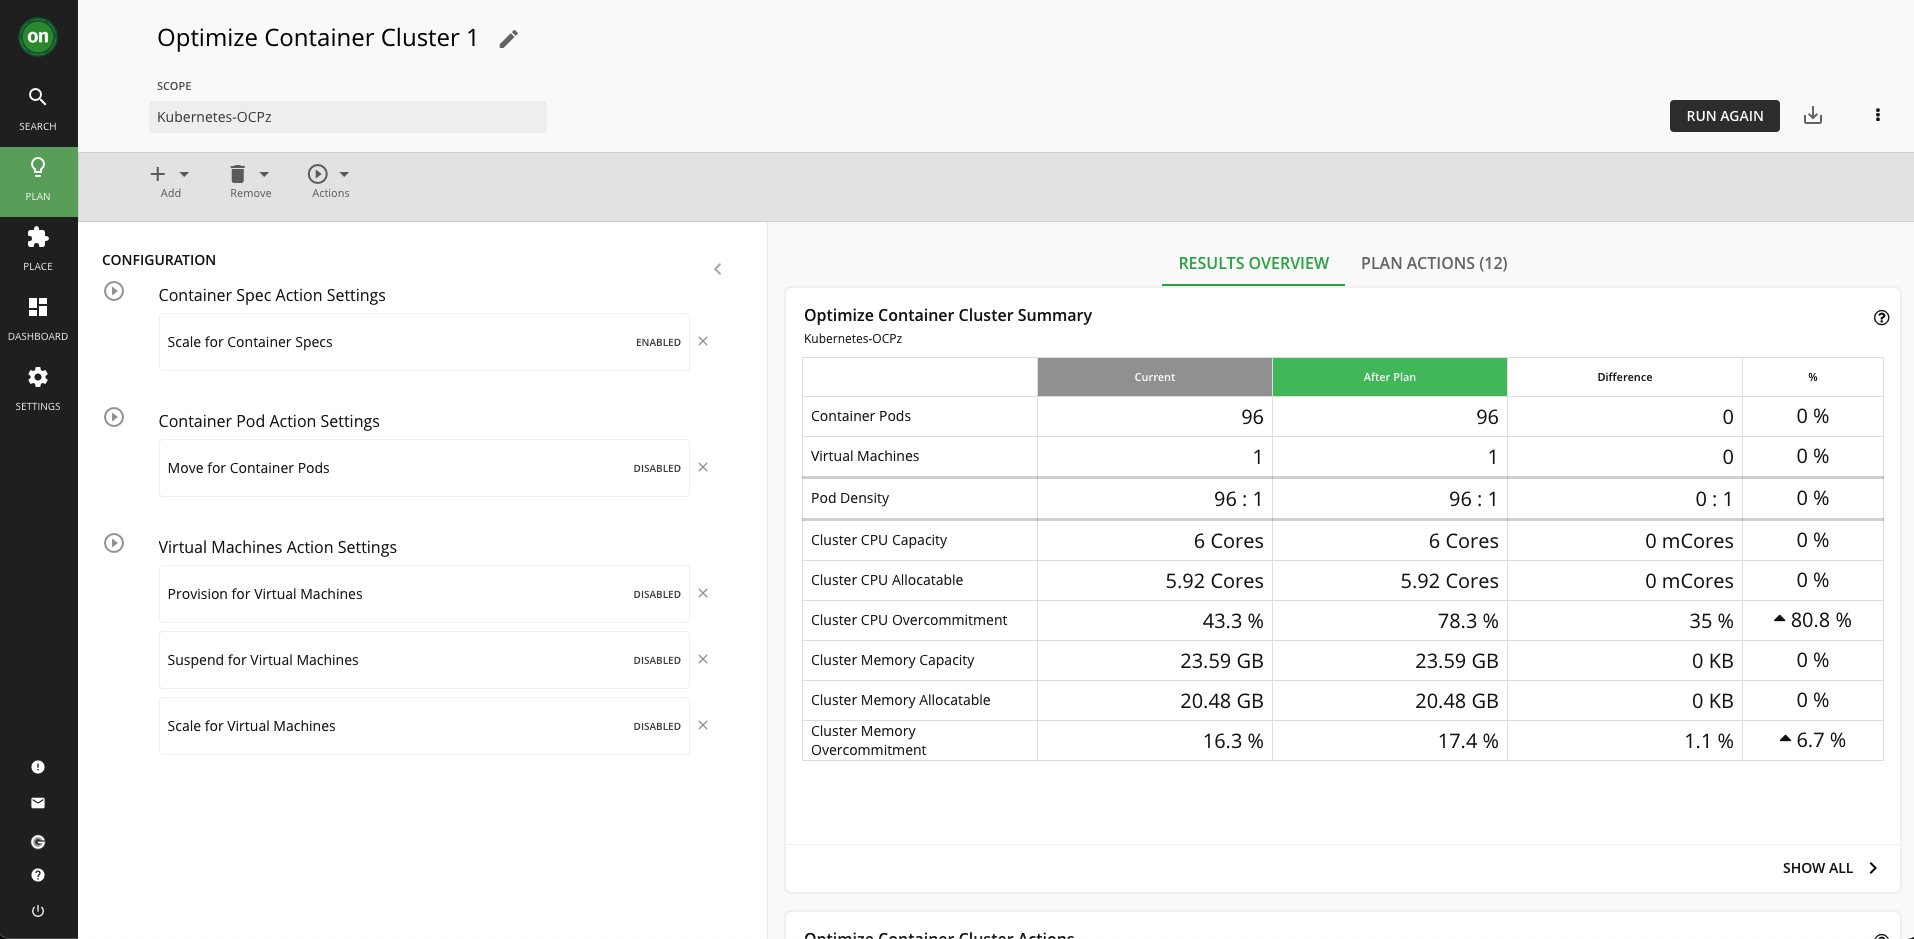 on
SEARCH
PLAN
PLACE
DASHBOARD
SETTINGS
Optimize Container Cluster 1
SCOPE
Kubernetes-OCPz
RUN AGAIN
Add
Remove
Actions
CONFIGURATION
Container Spec Action Settings
Scale for Container Specs ENABLED
Container Pod Action Settings
Move for Container Pods DISABLED
Virtual Machines Action Settings
Provision for Virtual Machines DISABLED
Suspend for Virtual Machines DISABLED
Scale for Virtual Machines DISABLED
RESULTS OVERVIEW PLAN ACTIONS (12)
Optimize Container Cluster Summary
Kubernetes-OCPz
Current After Plan Difference %
Container Pods 96 96 0 0 %
Virtual Machines 1 1 0 0 %
Pod Density 96 : 1 96 : 1 0 : 1 0 %
Cluster CPU Capacity 6 Cores 6 Cores 0 mCores 0 %
Cluster CPU Allocatable 5.92 Cores 5.92 Cores 0 mCores 0 %
Cluster CPU Overcommitment 43.3 % 78.3 % 35 % 80.8 %
Cluster Memory Capacity 23.59 GB 23.59 GB 0 KB 0 %
Cluster Memory Allocatable 20.48 GB 20.48 GB 0 KB 0 %
Cluster Memory
Overcommitment 16.3 % 17.4 % 1.1 % 6.7 %
SHOW ALL
Optimize Container Cluster Actions